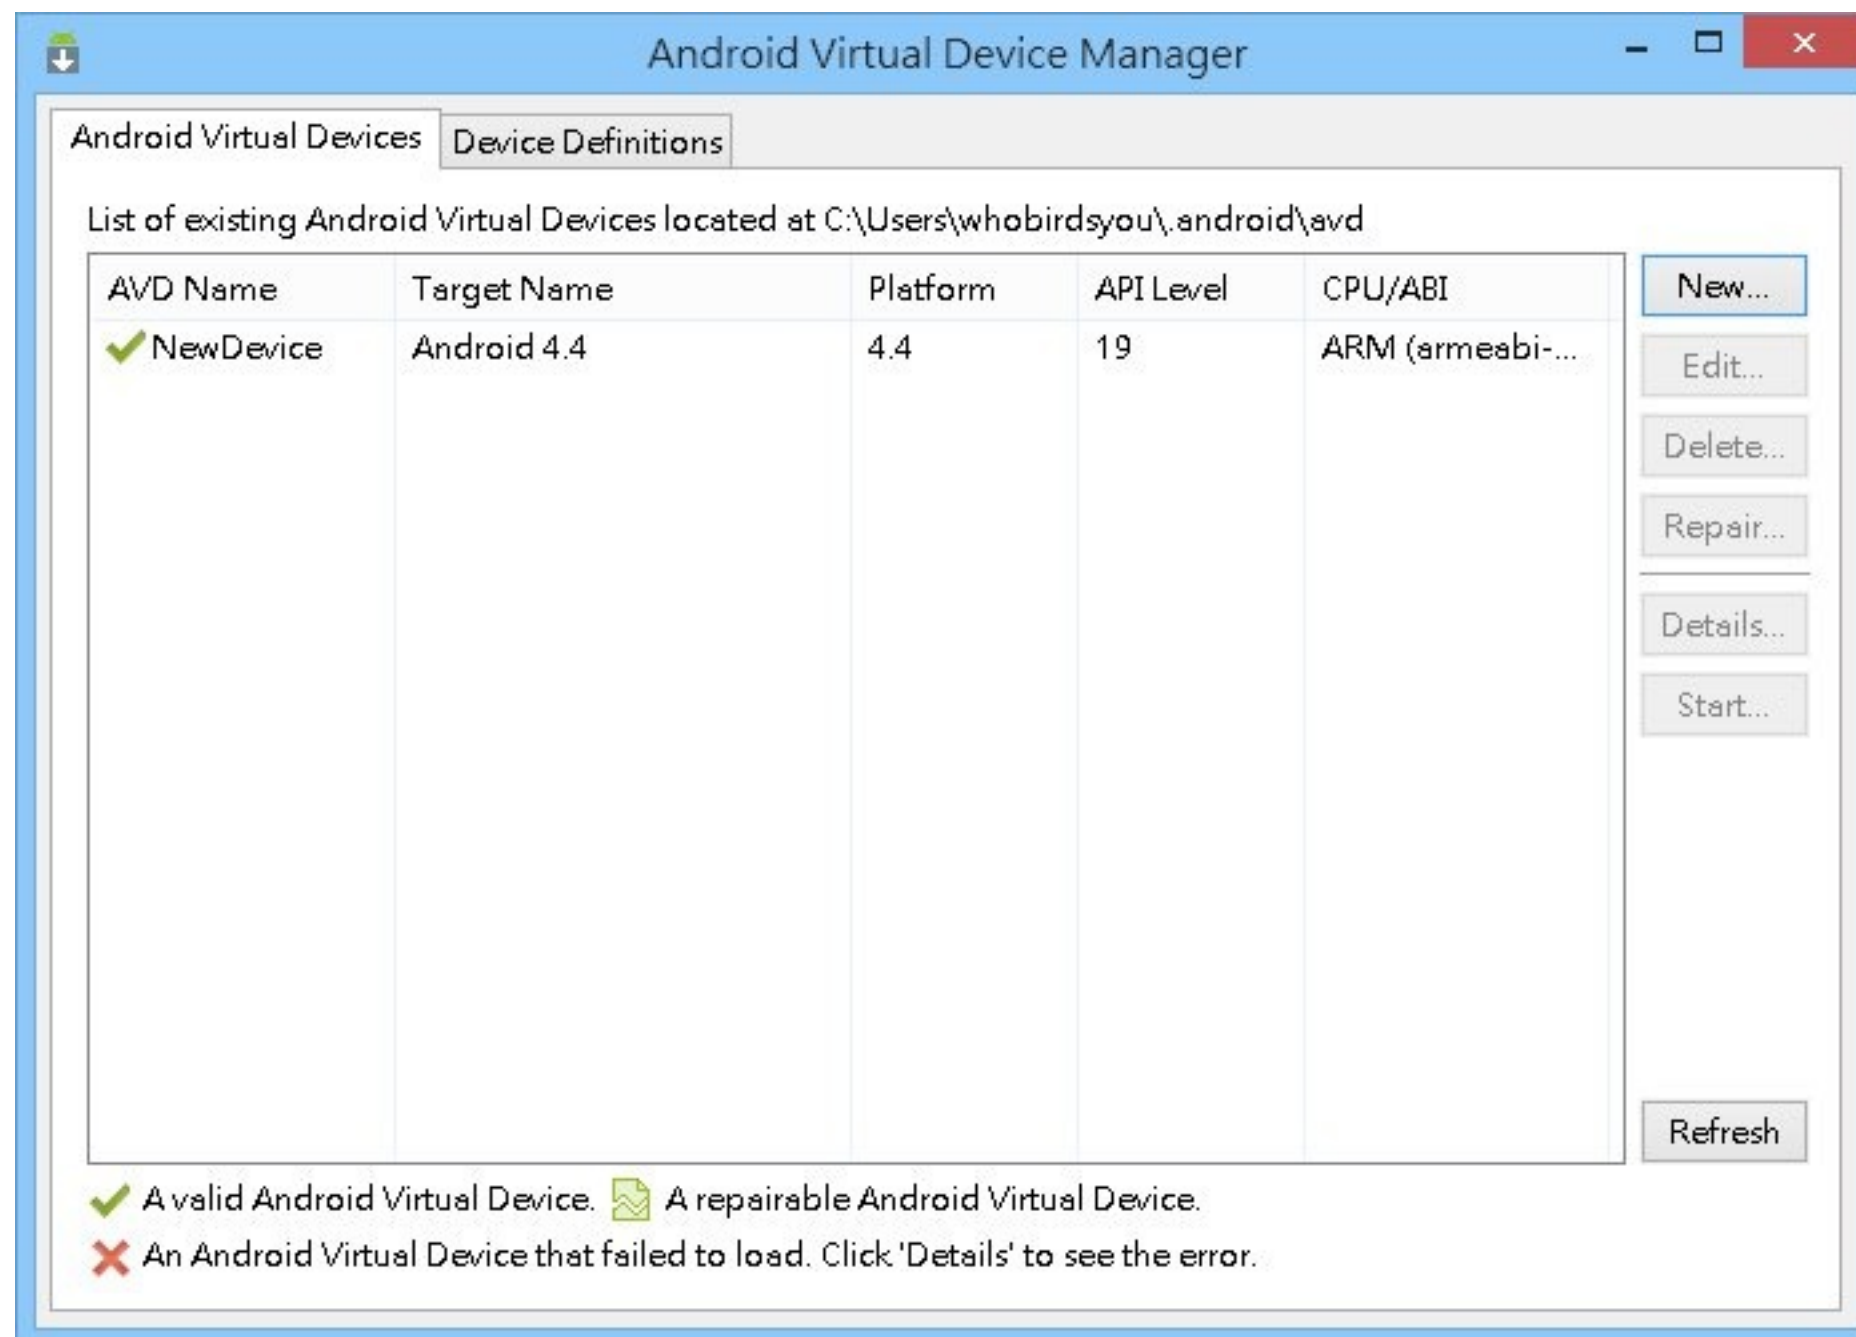 Android Virtual Device Manager
Android Virtual Devices Device Definitions
List of existing Android Virtual Devices located at C:\Users\whobirdsyou\.android\avd
AVD Name Target Name Platform API Level CPU/ABI
NewDevice Android 4.4 4.4 19 ARM (armeabi-...
New...
Edit...
Delete...
Repair...
Details...
Start...
Refresh
A valid Android Virtual Device. A repairable Android Virtual Device.
An Android Virtual Device that failed to load. Click 'Details' to see the error.